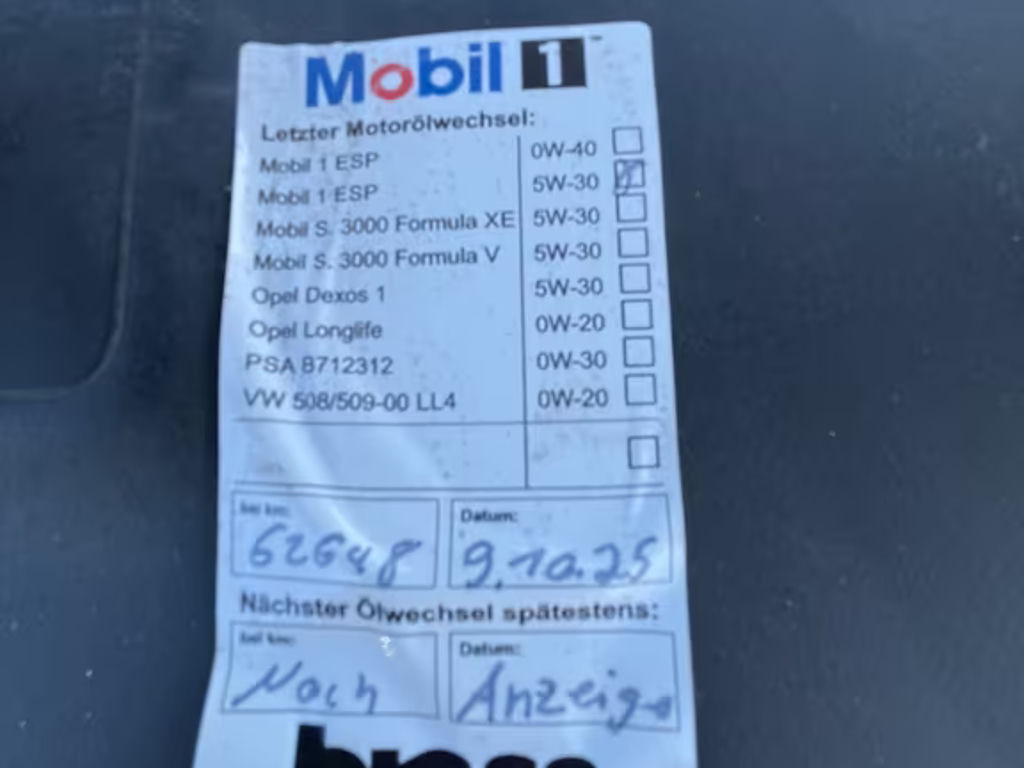 Mobil 1™
Letzter Motorölwechsel:
Mobil 1 ESP 0W-40
Mobil 1 ESP 5W-30
Mobil S. 3000 Formula XE 5W-30
Mobil S. 3000 Formula V 5W-30
Opel Dexos 1 5W-30
Opel Longlife 0W-20
PSA B712312 0W-30
VW 508/509-00 LL4 0W-20
bei km: Datum:
62648 9.10.25
Nächster Ölwechsel spätestens:
bei km: Datum:
Nach Anzeige